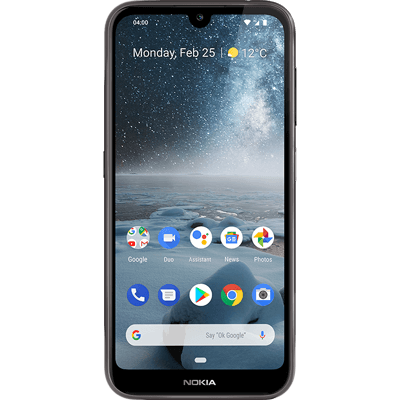 04:00
Monday, Feb 25 | 12°C
Google Duo Assistant News Photos
Say "Ok Google"
NOKIA